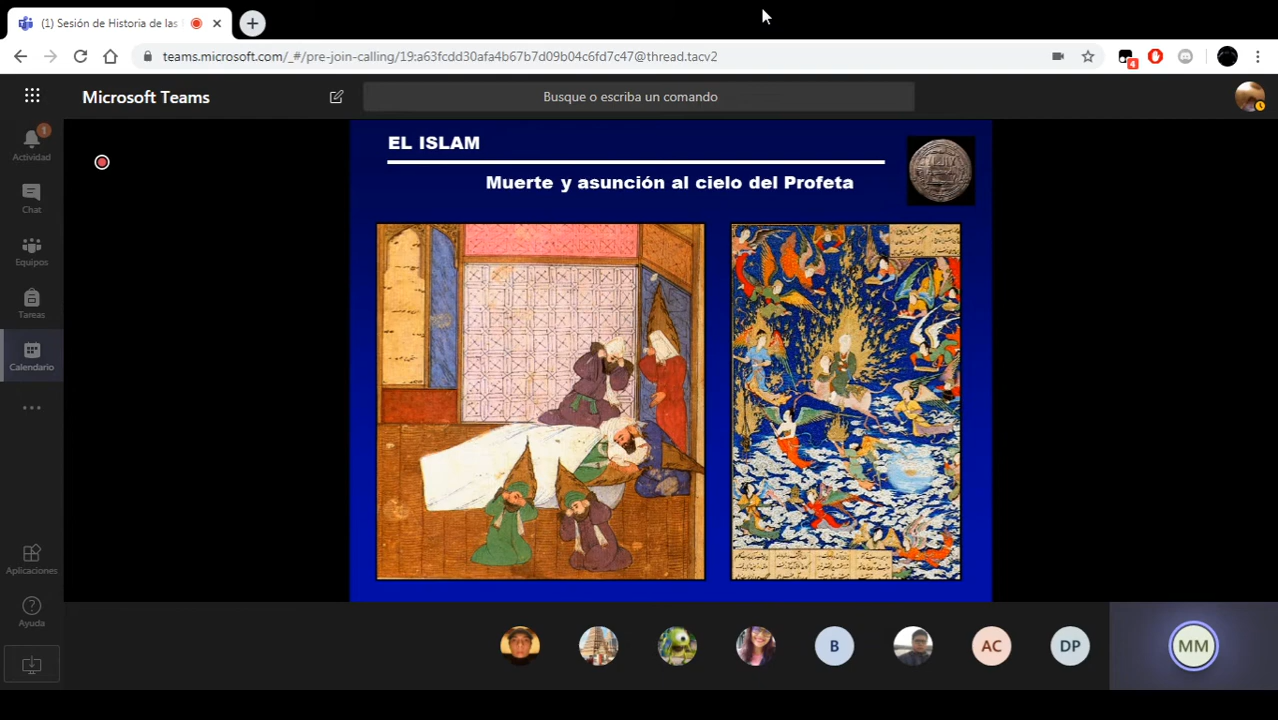 (1) Sesión de Historia de las
teams.microsoft.com/_#/pre-join-calling/19:a63fcdd30afa4b67b7d09b04c6fd7c47@thread.tacv2
4
Microsoft Teams
Busque o escriba un comando
1
Actividad
Chat
Equipos
Tareas
Calendario
Aplicaciones
Ayuda
EL ISLAM
Muerte y asunción al cielo del Profeta
B
AC
DP
MM